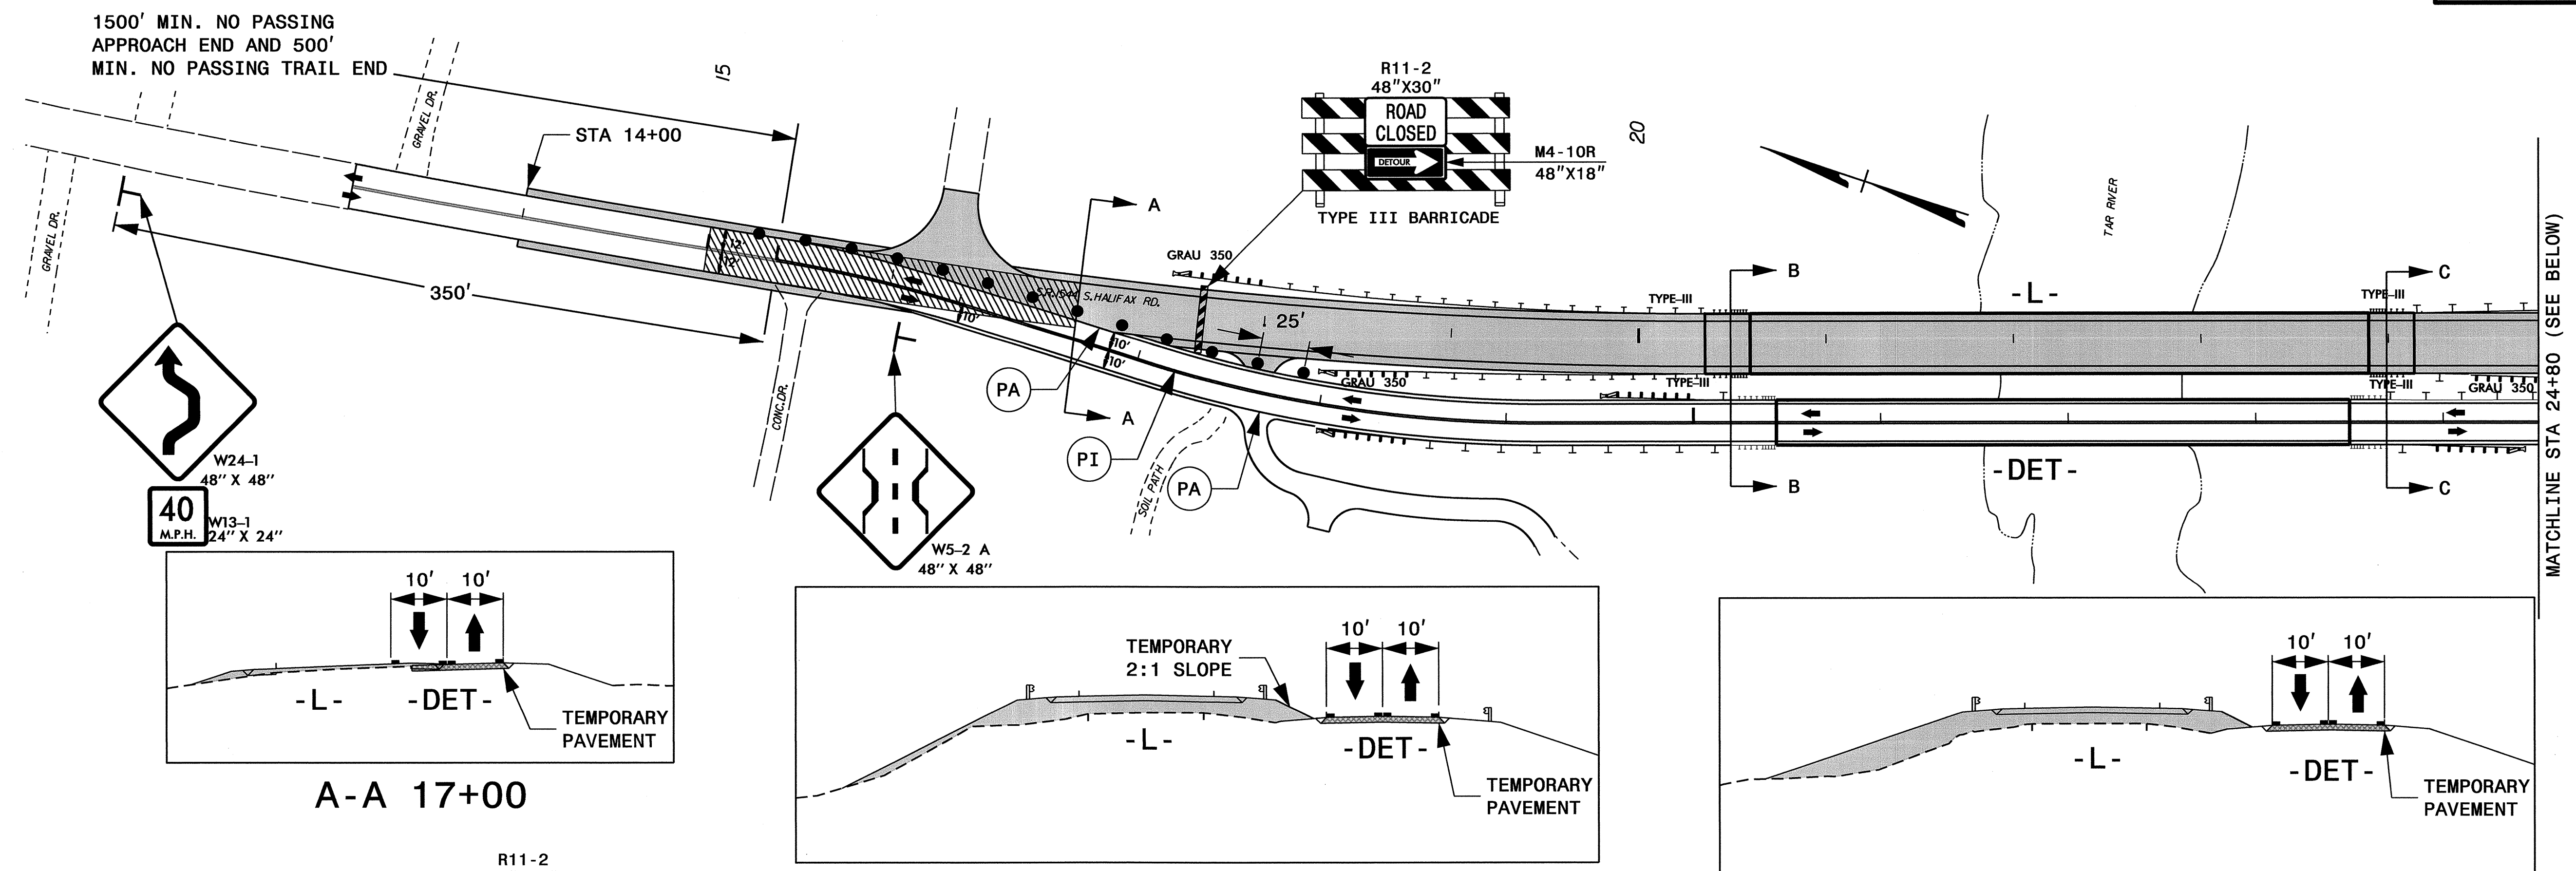 1500' MIN. NO PASSING
APPROACH END AND 500'
MIN. NO PASSING TRAIL END
GRAVEL DR.
GRAVEL DR.
STA 14+00
15
350'
12'
12'
W24-1
48" X 48"
40
M.P.H.
W13-1
24" X 24"
CONC.DR.
W5-2 A
48" X 48"
A
A
10'
10'
10'
S.R. 1544 S.HALIFAX RD.
PA
PI
PA
SOIL PATH
GRAU 350
25'
GRAU 350
R11-2
48"X30"
ROAD
CLOSED
DETOUR
M4-10R
48"X18"
TYPE III BARRICADE
20
TYPE-III
TYPE-III
B
B
-L-
-DET-
TAR RIVER
TYPE-III
TYPE-III
C
C
GRAU 350
MATCHLINE STA 24+80 (SEE BELOW)
10' 10'
-L- -DET-
TEMPORARY
PAVEMENT
A-A 17+00
R11-2
TEMPORARY
2:1 SLOPE
10' 10'
-L-
-DET-
TEMPORARY
PAVEMENT
10' 10'
-L-
-DET-
TEMPORARY
PAVEMENT